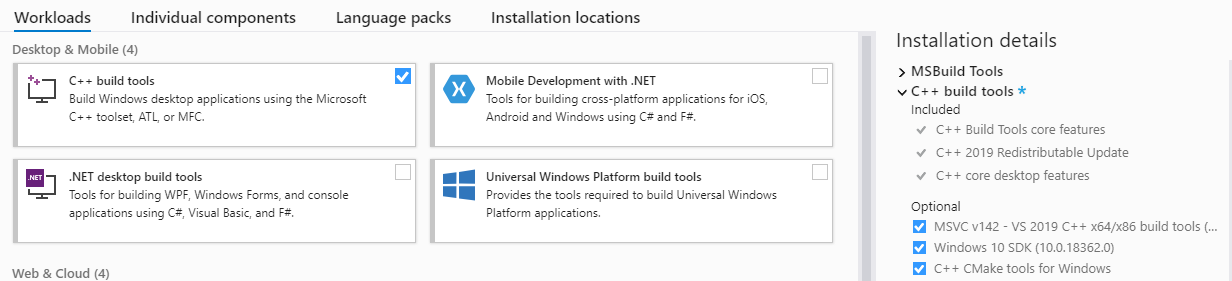 Workloads
Individual components
Language packs
Installation locations
Desktop & Mobile (4)
C++ build tools
Build Windows desktop applications using the Microsoft
C++ toolset, ATL, or MFC.
Mobile Development with .NET
Tools for building cross-platform applications for iOS,
Android and Windows using C# and F#.
.NET
.NET desktop build tools
Tools for building WPF, Windows Forms, and console
applications using C#, Visual Basic, and F#.
Universal Windows Platform build tools
Provides the tools required to build Universal Windows
Platform applications.
Web & Cloud (4)
Installation details
MSBuild Tools
C++ build tools *
Included
C++ Build Tools core features
C++ 2019 Redistributable Update
C++ core desktop features
Optional
MSVC v142 - VS 2019 C++ x64/x86 build tools (...
Windows 10 SDK (10.0.18362.0)
C++ CMake tools for Windows